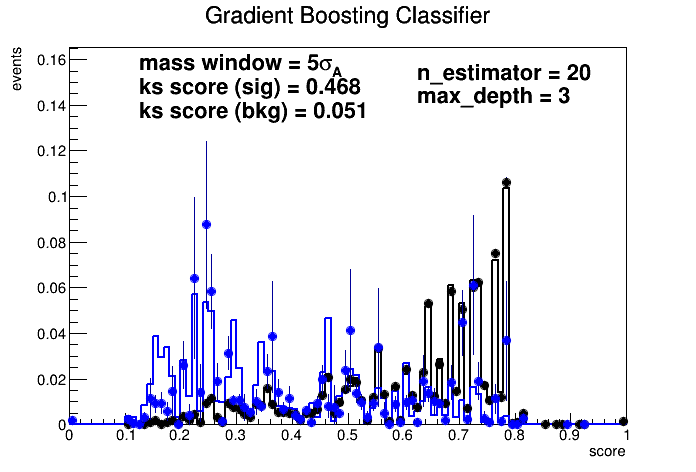 Gradient Boosting Classifier
events
mass window = 5σA
ks score (sig) = 0.468
ks score (bkg) = 0.051
n_estimator = 20
max_depth = 3
0.16
0.14
0.12
0.1
0.08
0.06
0.04
0.02
0
0 0.1 0.2 0.3 0.4 0.5 0.6 0.7 0.8 0.9 1
score